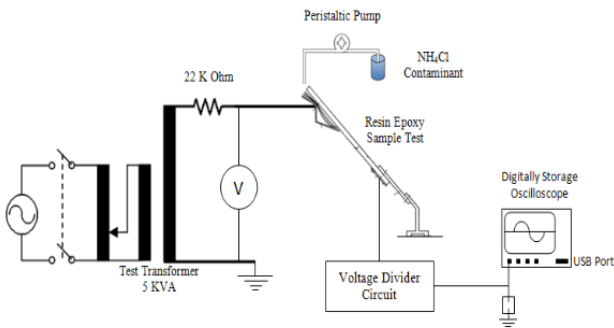 Peristaltic Pump
NH₄Cl
Contaminant
22 K Ohm
Resin Epoxy
Sample Test
V
Digitally Storage
Oscilloscope
USB Port
Test Transformer
5 KVA
Voltage Divider
Circuit